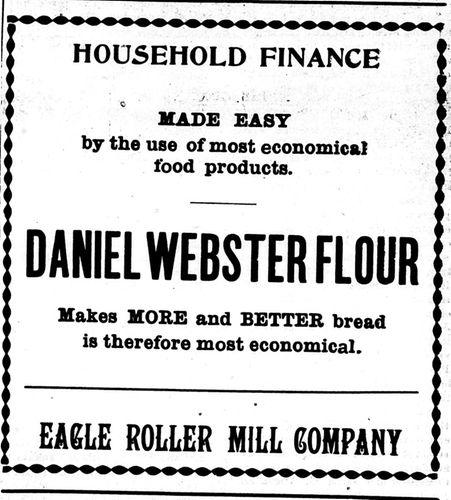 HOUSEHOLD FINANCE
MADE EASY
by the use of most economical
food products.
DANIEL WEBSTER FLOUR
Makes MORE and BETTER bread
is therefore most economical.
EAGLE ROLLER MILL COMPANY